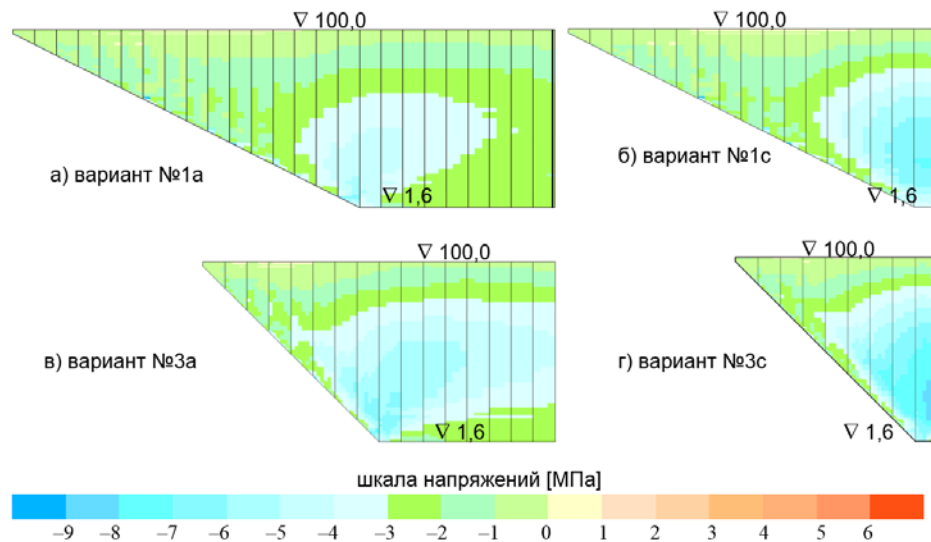 ∇ 100,0
∇ 100,0
а) вариант №1а
∇ 1,6
б) вариант №1с
∇ 1,6
∇ 100,0
∇ 100,0
в) вариант №3а
∇ 1,6
г) вариант №3с
∇ 1,6
шкала напряжений [МПа]
–9 –8 –7 –6 –5 –4 –3 –2 –1 0 1 2 3 4 5 6